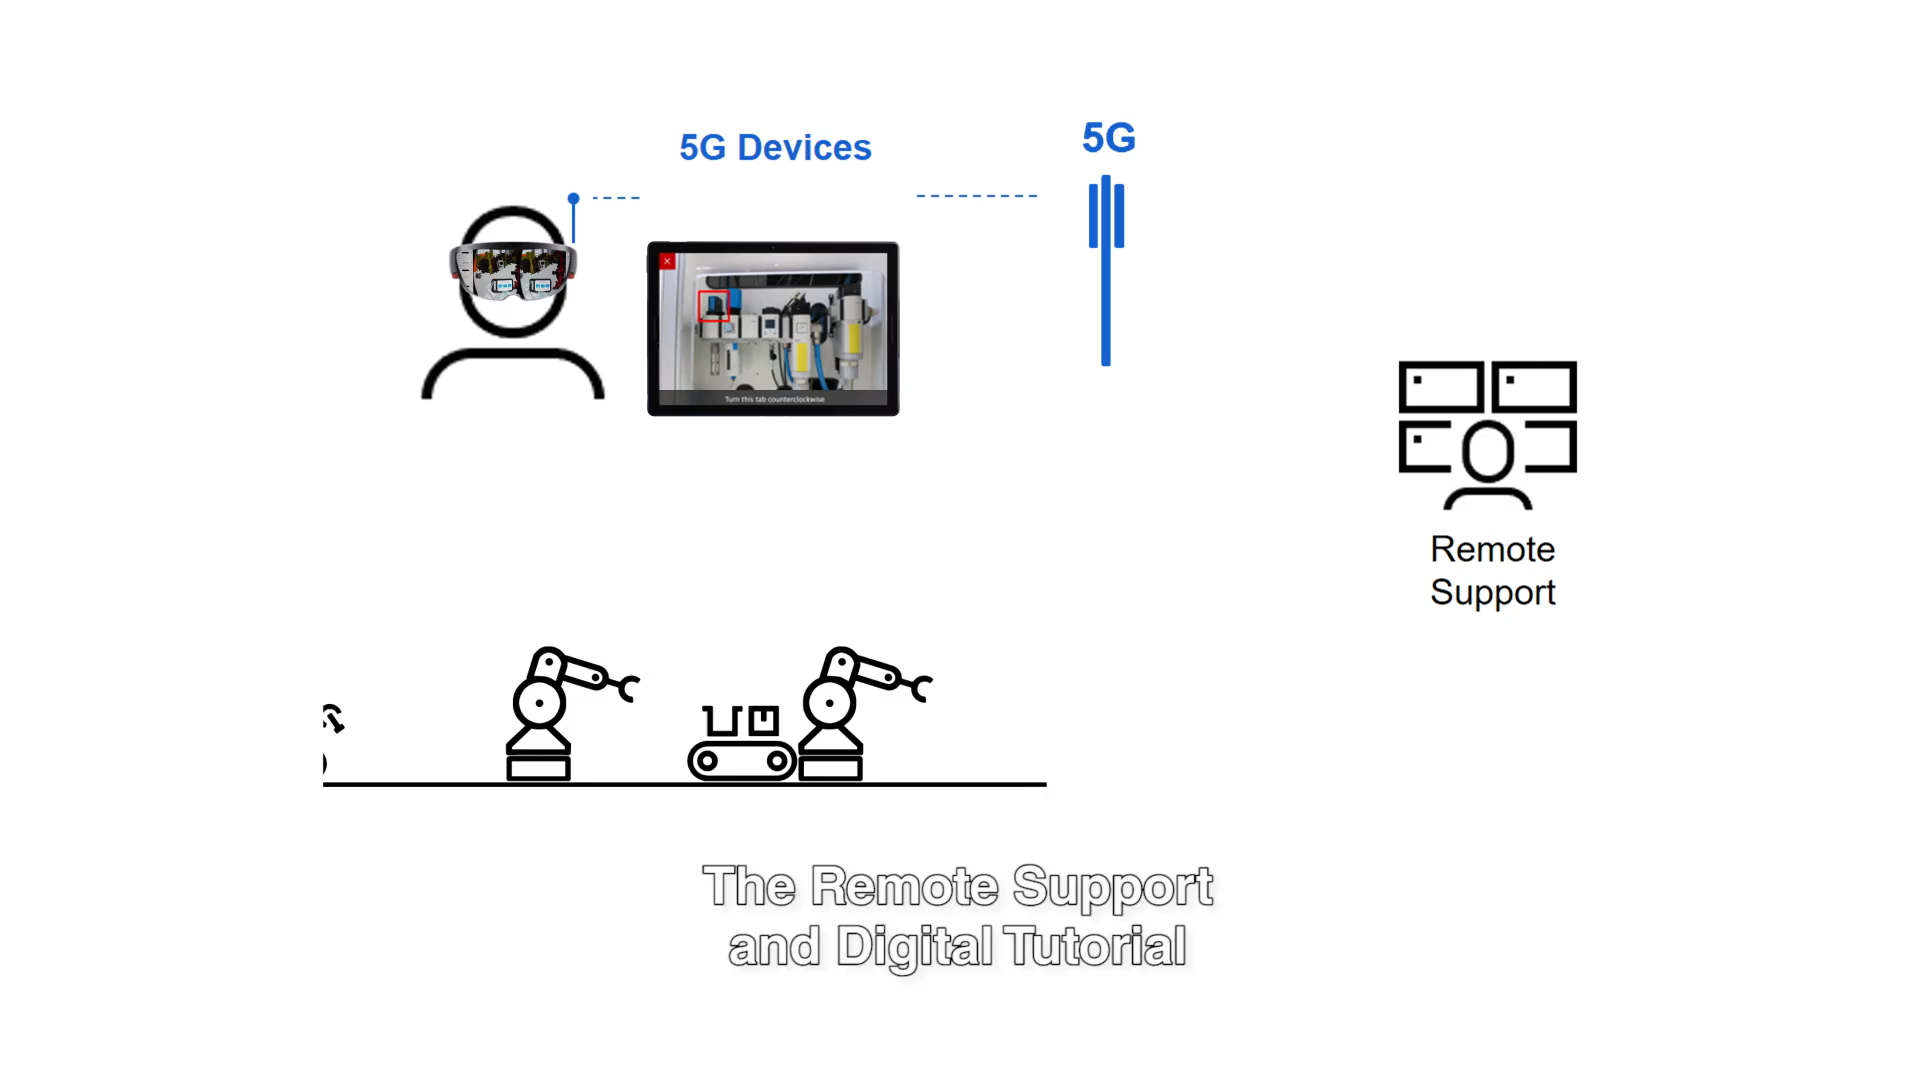 5G Devices
5G
Turn this tab counterclockwise
Remote
Support
The Remote Support
and Digital Tutorial